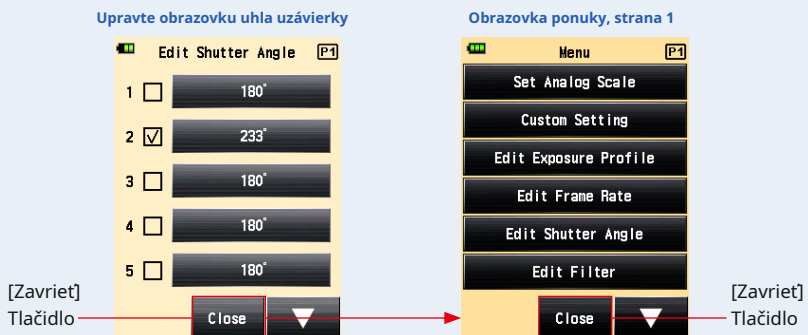 Upravte obrazovku uhla uzávierky
Edit Shutter Angle P1
1 180°
2 233°
3 180°
4 180°
5 180°
[Zavrieť]
Tlačidlo
Close
Obrazovka ponuky, strana 1
Menu P1
Set Analog Scale
Custom Setting
Edit Exposure Profile
Edit Frame Rate
Edit Shutter Angle
Edit Filter
Close
[Zavrieť]
Tlačidlo